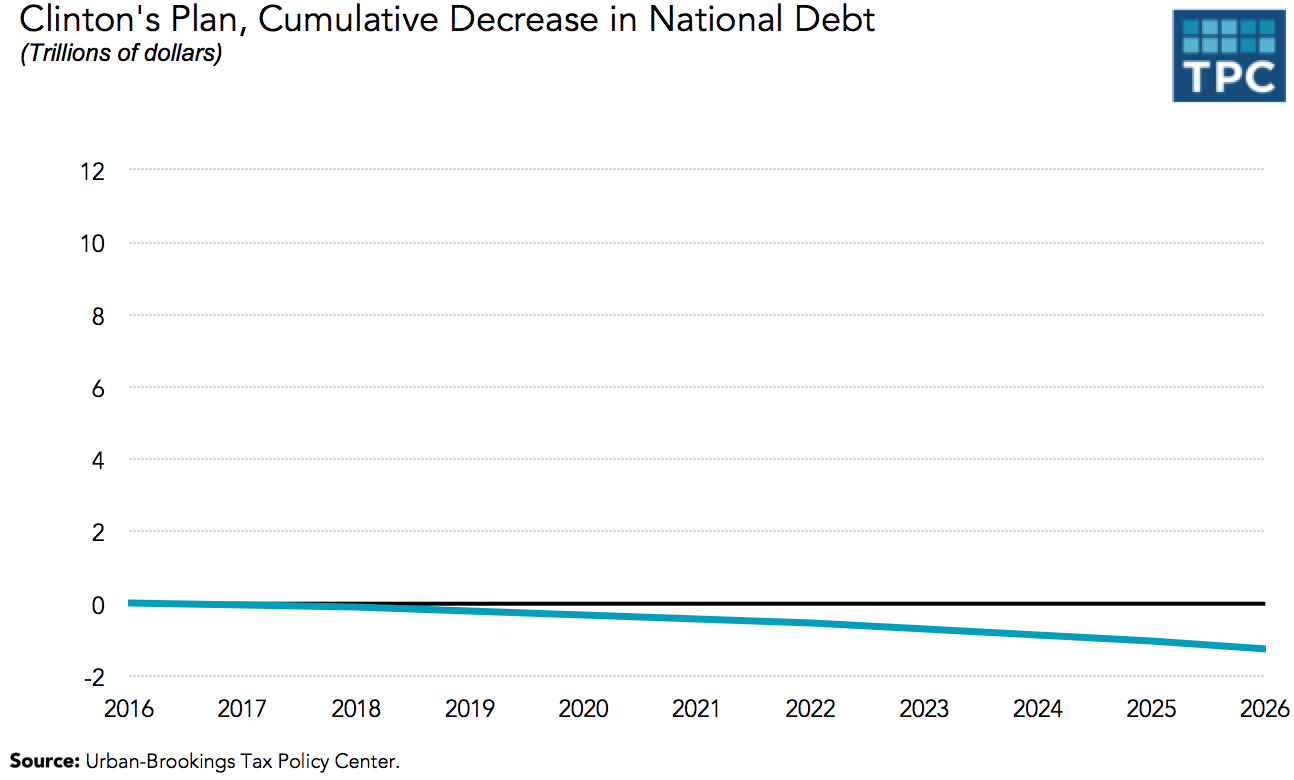 Clinton's Plan, Cumulative Decrease in National Debt
(Trillions of dollars)
TPC
12
10
8
6
4
2
0
-2
2016 2017 2018 2019 2020 2021 2022 2023 2024 2025 2026
Source: Urban-Brookings Tax Policy Center.